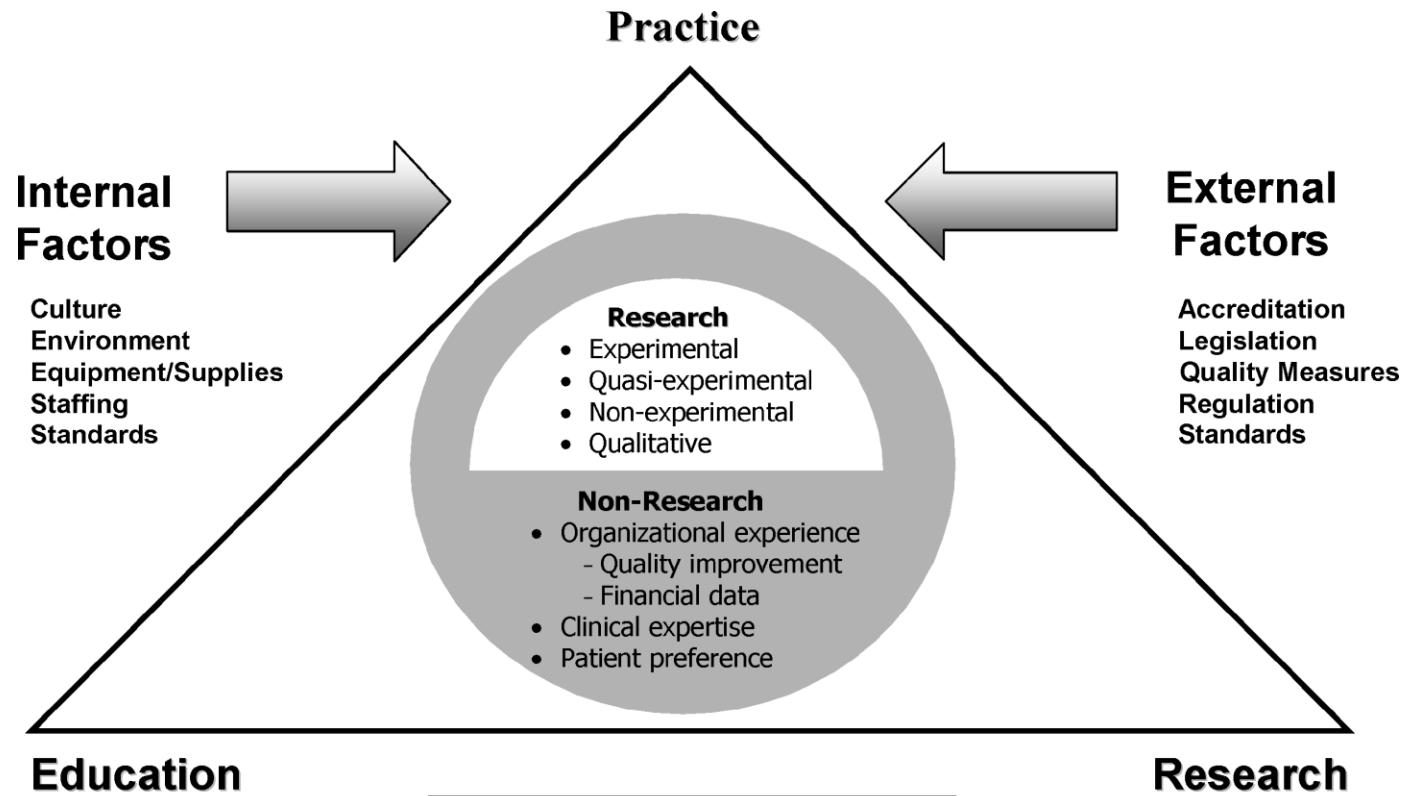 Practice
Internal
Factors
Culture
Environment
Equipment/Supplies
Staffing
Standards
External
Factors
Accreditation
Legislation
Quality Measures
Regulation
Standards
Research
• Experimental
• Quasi-experimental
• Non-experimental
• Qualitative
Non-Research
• Organizational experience
- Quality improvement
- Financial data
• Clinical expertise
• Patient preference
Education
Research